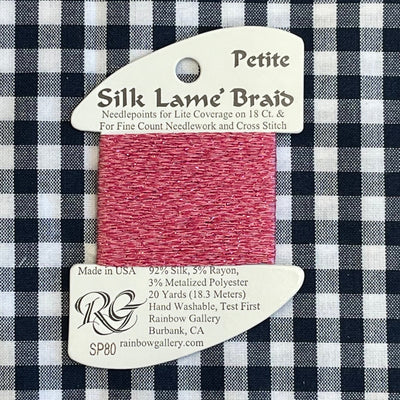 Petite
Silk Lame' Braid
Needlepoints for Lite Coverage on 18 Ct. &
For Fine Count Needlework and Cross Stitch
Made in USA
92% Silk, 5% Rayon,
3% Metalized Polyester
20 Yards (18.3 Meters)
Hand Washable, Test First
Rainbow Gallery
Burbank, CA
rainbowgallery.com
RG
SP80